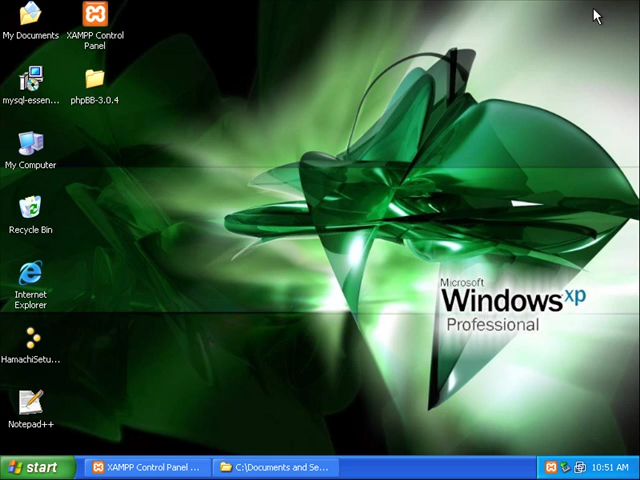 My Documents
XAMPP Control
Panel
mysql-essen...
phpBB-3.0.4
My Computer
Recycle Bin
Internet
Explorer
HamachiSetu...
Notepad++
Microsoft
Windows xp
Professional
start
XAMPP Control Panel ...
C:\Documents and Se...
10:51 AM